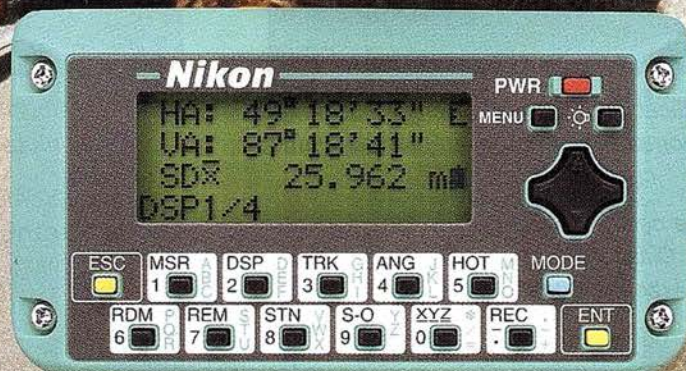 Nikon
PWR
HA: 49°18'33" E
MENU
VA: 87°18'41"
SDx̅ 25.962 m
DSP1/4
ESC MSR 1 ABC DSP 2 DEF TRK 3 GHI ANG 4 JKL HOT 5 MNO MODE
RDM 6 PQR REM 7 STU STN 8 VWX S-O 9 YZ XYZ 0 */= REC -. .-+ ENT